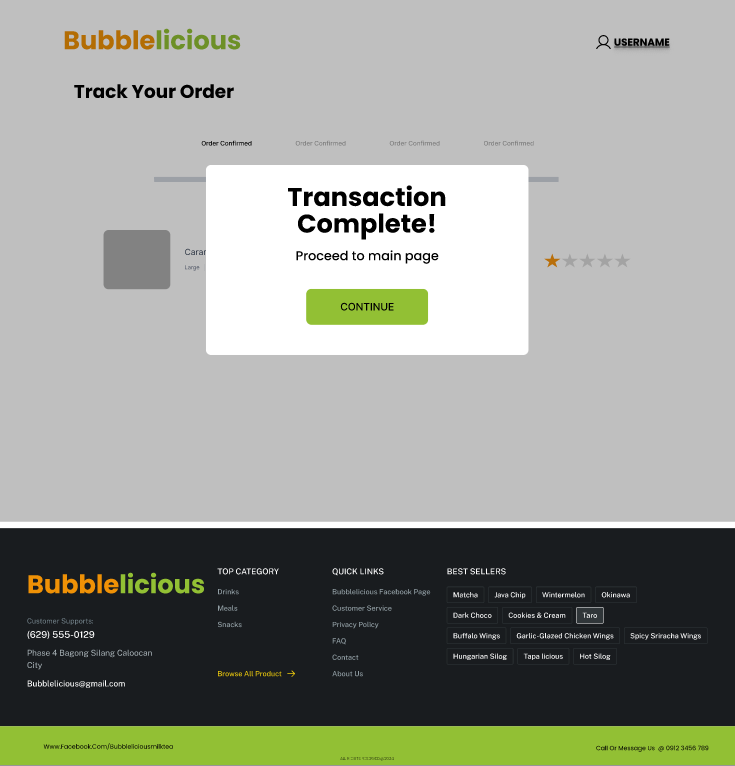 Bubblelicious
USERNAME
Track Your Order
Order Confirmed
Order Confirmed
Order Confirmed
Order Confirmed
Transaction
Complete!
Proceed to main page
CONTINUE
Large
Bubblelicious
Customer Supports:
(629) 555-0129
Phase 4 Bagong Silang Caloocan
City
Bubblelicious@gmail.com
TOP CATEGORY
Drinks
Meals
Snacks
Browse All Product
QUICK LINKS
Bubblelicious Facebook Page
Customer Service
Privacy Policy
FAQ
Contact
About Us
BEST SELLERS
Matcha
Java Chip
Wintermelon
Okinawa
Dark Choco
Cookies & Cream
Taro
Buffalo Wings
Garlic-Glazed Chicken Wings
Spicy Sriracha Wings
Hungarian Silog
Tapa licious
Hot Silog
Www.Facebook.Com/Bubbleliciousmilktea
Call Or Message Us @ 0912 3456 789